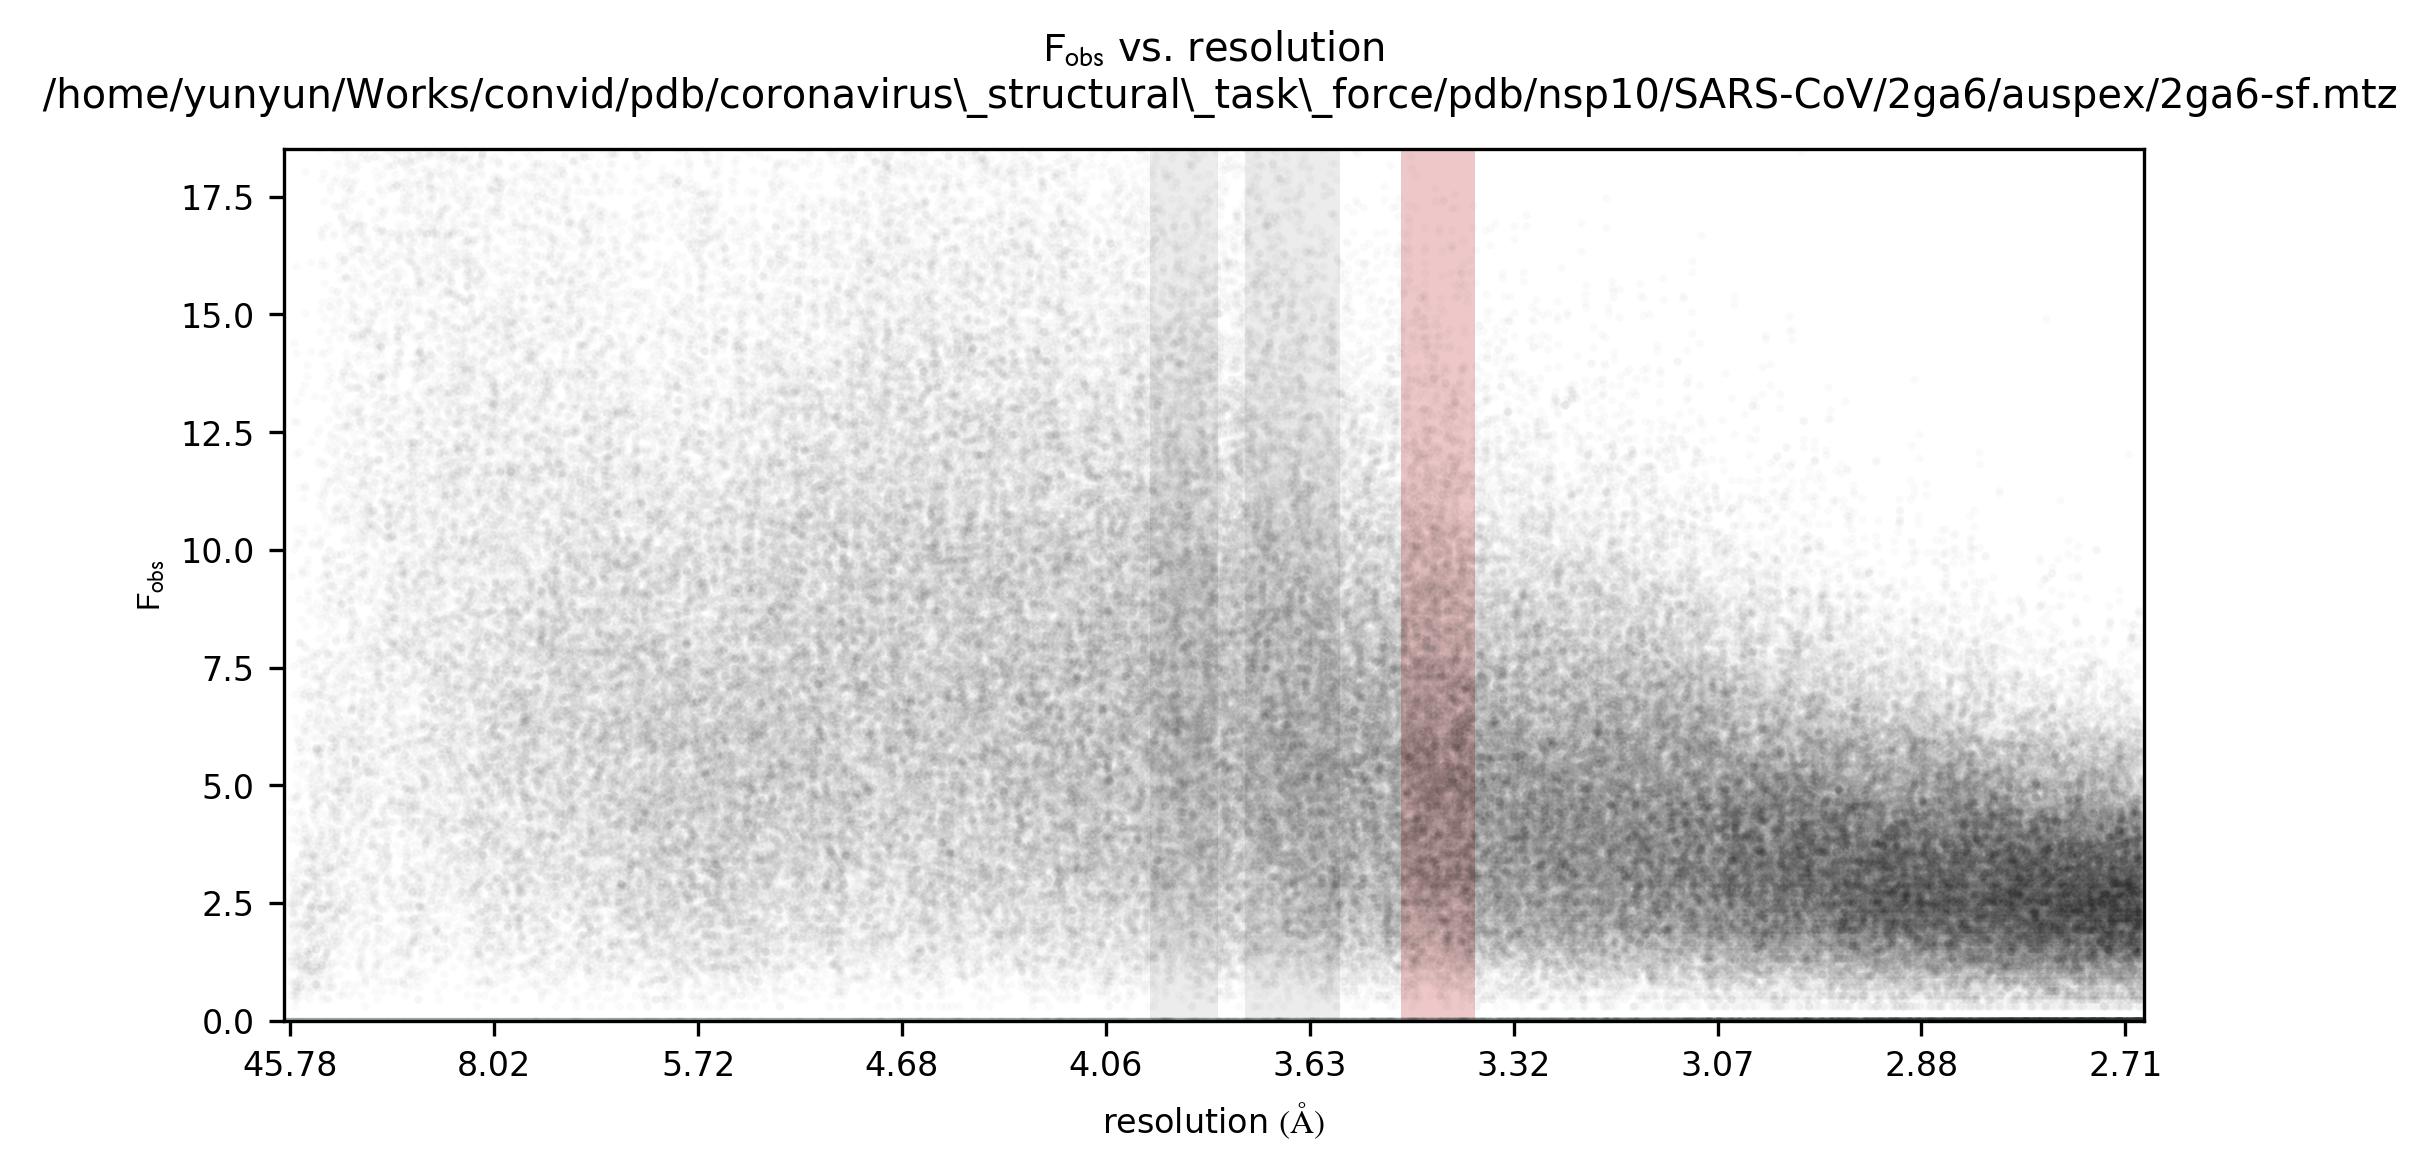 Fobs vs. resolution
/home/yunyun/Works/convid/pdb/coronavirus\_structural\_task\_force/pdb/nsp10/SARS-CoV/2ga6/auspex/2ga6-sf.mtz
17.5
15.0
12.5
10.0
7.5
5.0
2.5
0.0
Fobs
45.78 8.02 5.72 4.68 4.06 3.63 3.32 3.07 2.88 2.71
resolution (Å)